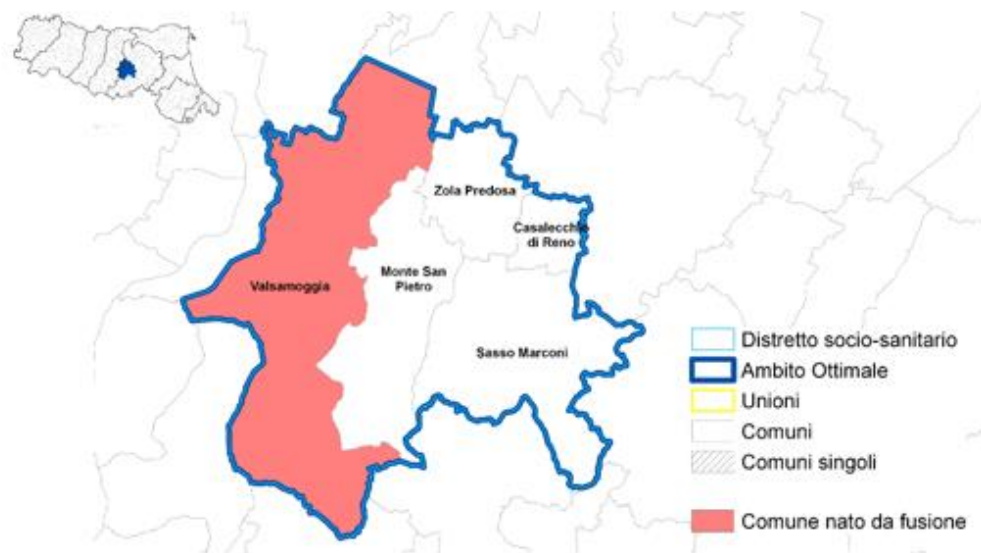 Zola Predosa
Casalecchio
di Reno
Monte San
Pietro
Valsamoggia
Sasso Marconi
Distretto socio-sanitario
Ambito Ottimale
Unioni
Comuni
Comuni singoli
Comune nato da fusione